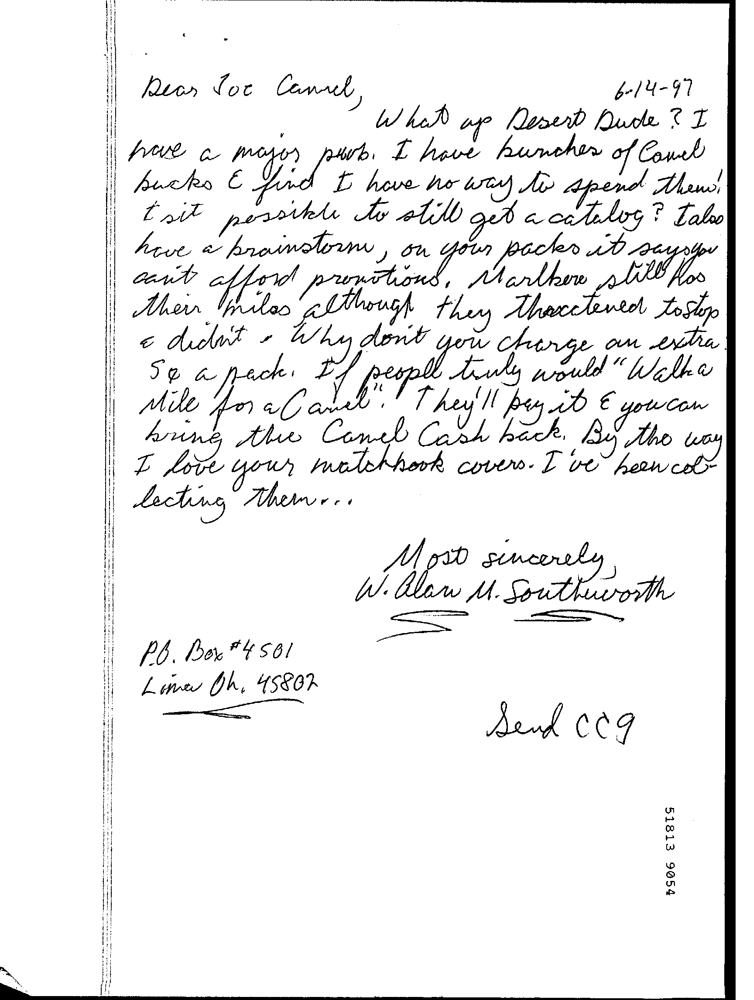 Dear Joe Camel, 6-14-97
What up Desert Dude? I
have a major prob. I have bunches of Camel
bucks & find I have no way to spend them!
Is it possible to still get a catalog? I also
have a brainstorm, on your packs it says you
can't afford promotions. Marlboro still has
their miles although they threactened to stop
& didn't. Why don't you charge an extra
5¢ a pack. If people truly would "Walk a
Mile for a Camel". They'll pay it & you can
bring the Camel Cash back. By the way
I love your matchbook covers. I've been col-
lecting them...
Most sincerely,
W. Alan M. Southworth
P.O. Box #4501
Lima Oh. 45802
Send CC9
51813 9054